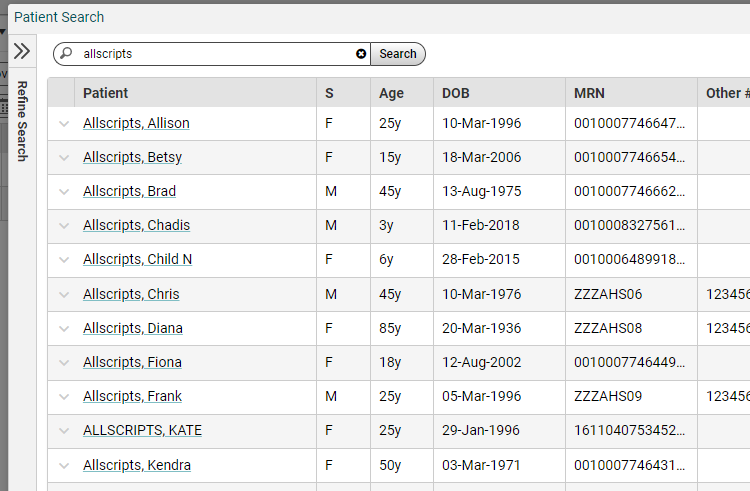 Patient Search
allscripts Search
Refine Search
Patient S Age DOB MRN Other #
Allscripts, Allison F 25y 10-Mar-1996 0010007746647...
Allscripts, Betsy F 15y 18-Mar-2006 0010007746654...
Allscripts, Brad M 45y 13-Aug-1975 0010007746662...
Allscripts, Chadis M 3y 11-Feb-2018 0010008327561...
Allscripts, Child N F 6y 28-Feb-2015 0010006489918...
Allscripts, Chris M 45y 10-Mar-1976 ZZZAHS06 123456
Allscripts, Diana F 85y 20-Mar-1936 ZZZAHS08 123456
Allscripts, Fiona F 18y 12-Aug-2002 0010007746449...
Allscripts, Frank M 25y 05-Mar-1996 ZZZAHS09 123456
ALLSCRIPTS, KATE F 25y 29-Jan-1996 1611040753452...
Allscripts, Kendra F 50y 03-Mar-1971 0010007746431...